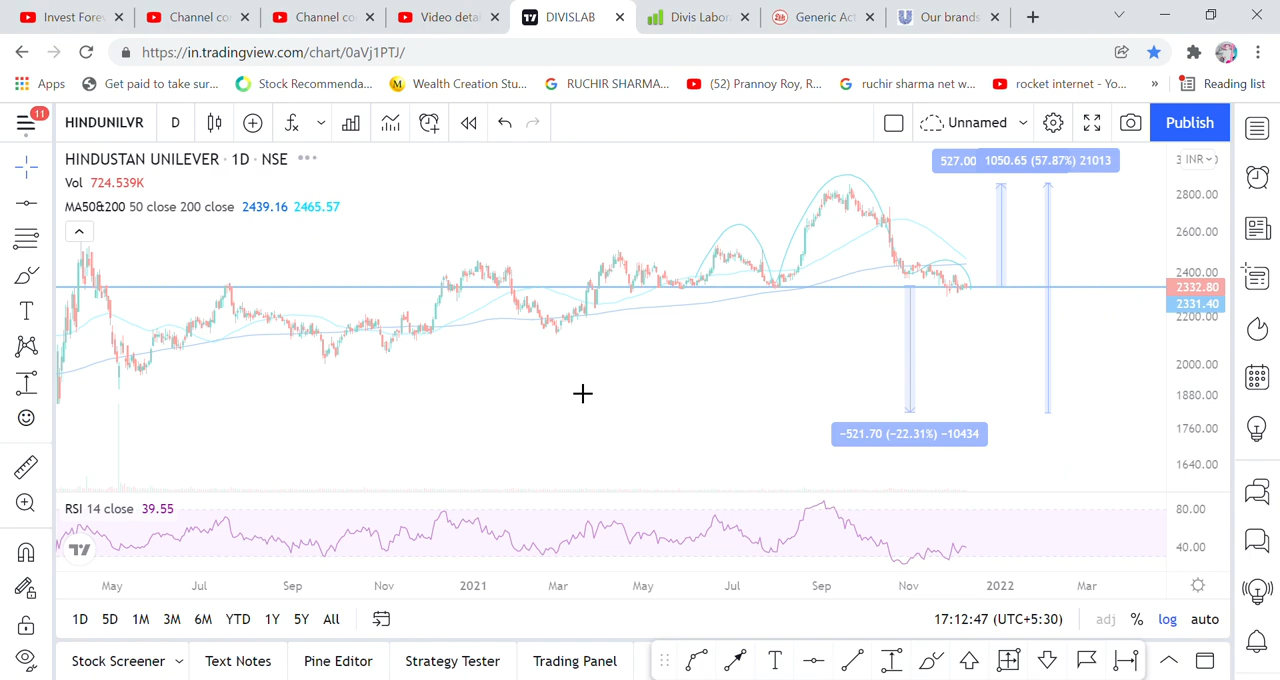 Invest Fore
Channel co
Channel co
Video detai
DIVISLAB
Divis Labor
Generic Act
Our brands
https://in.tradingview.com/chart/0aVj1PTJ/
Apps
Get paid to take sur...
Stock Recommenda...
Wealth Creation Stu...
RUCHIR SHARMA...
(52) Prannoy Roy, R...
ruchir sharma net w...
rocket internet - Yo...
»
Reading list
11
HINDUNILVR
D
Unnamed
Publish
HINDUSTAN UNILEVER · 1D · NSE
Vol 724.539K
MA50&200 50 close 200 close 2439.16 2465.57
527.00
1050.65 (57.87%) 21013
−521.70 (−22.31%) −10434
INR
2800.00
2600.00
2400.00
2332.80
2331.40
2200.00
2000.00
1880.00
1760.00
1640.00
RSI 14 close 39.55
80.00
40.00
May
Jul
Sep
Nov
2021
Mar
May
Jul
Sep
Nov
2022
Mar
1D 5D 1M 3M 6M YTD 1Y 5Y All
17:12:47 (UTC+5:30)
adj % log auto
Stock Screener
Text Notes
Pine Editor
Strategy Tester
Trading Panel